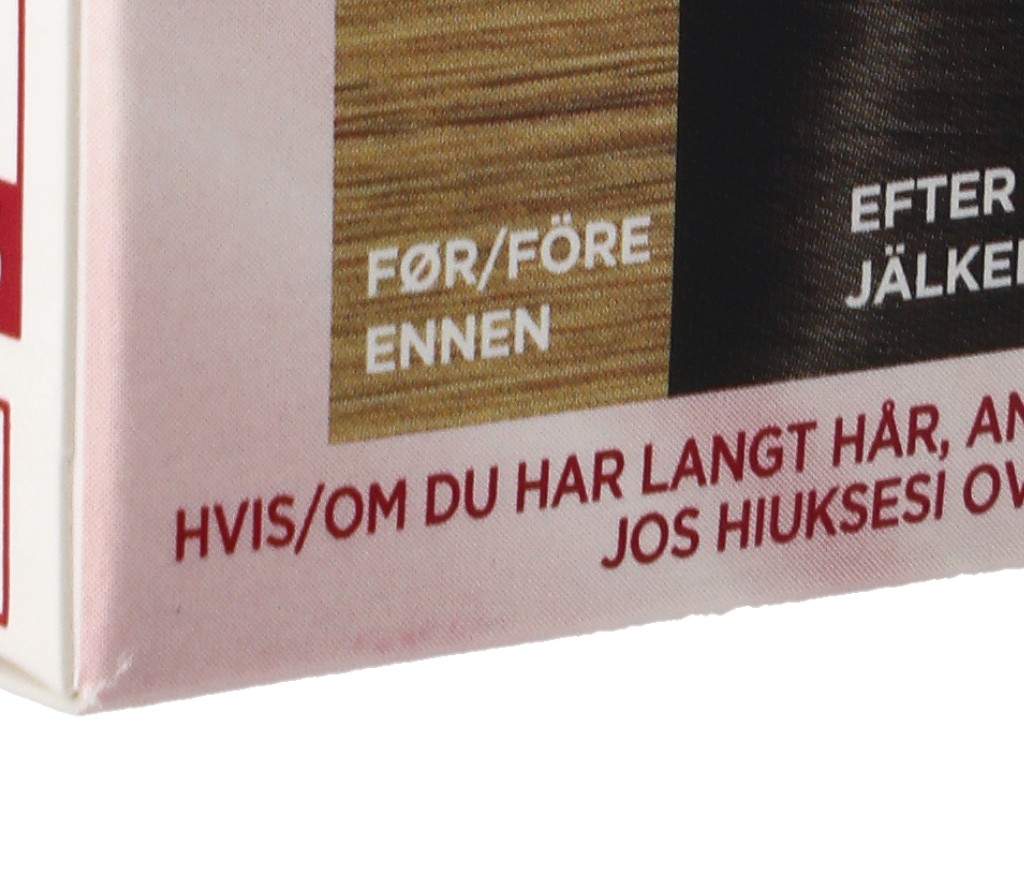 FØR/FÖRE
ENNEN
EFTER
HVIS/OM DU HAR LANGT HÅR,
JOS HIUKSESI